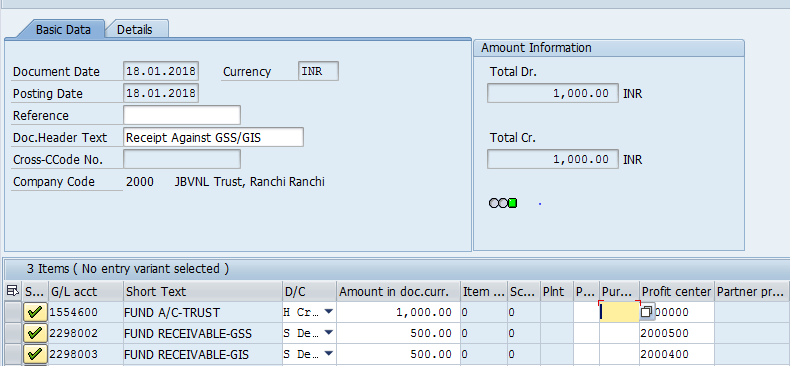 Basic Data Details
Amount Information
Document Date 18.01.2018 Currency INR
Total Dr.
Posting Date 18.01.2018
1,000.00 INR
Reference
Doc.Header Text Receipt Against GSS/GIS
Total Cr.
Cross-CCode No.
1,000.00 INR
Company Code 2000 JBVNL Trust, Ranchi Ranchi
3 Items ( No entry variant selected )
S... G/L acct Short Text D/C Amount in doc.curr. Item ... Sc... Plnt P... Pur... Profit center Partner pr...
1554600 FUND A/C-TRUST H Cr... 1,000.00 0 0 00000
2298002 FUND RECEIVABLE-GSS S De... 500.00 0 0 2000500
2298003 FUND RECEIVABLE-GIS S De... 500.00 0 0 2000400